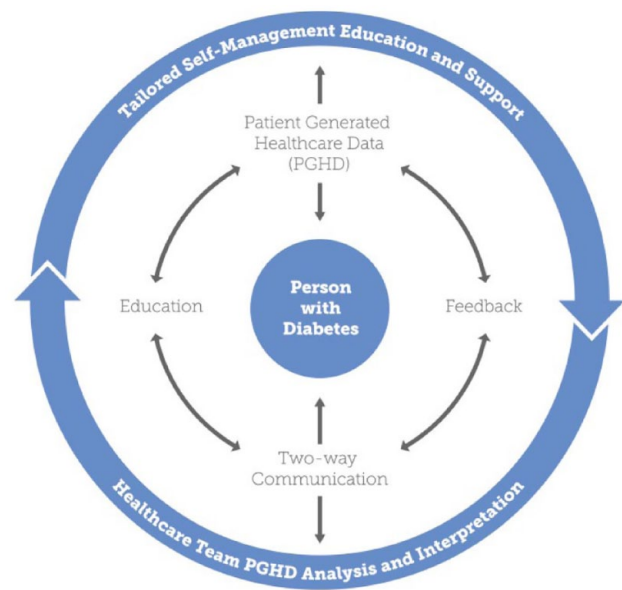 Tailored Self-Management Education and Support
Patient Generated
Healthcare Data
(PGHD)
Education
Person
with
Diabetes
Feedback
Two-way
Communication
Healthcare Team PGHD Analysis and Interpretation